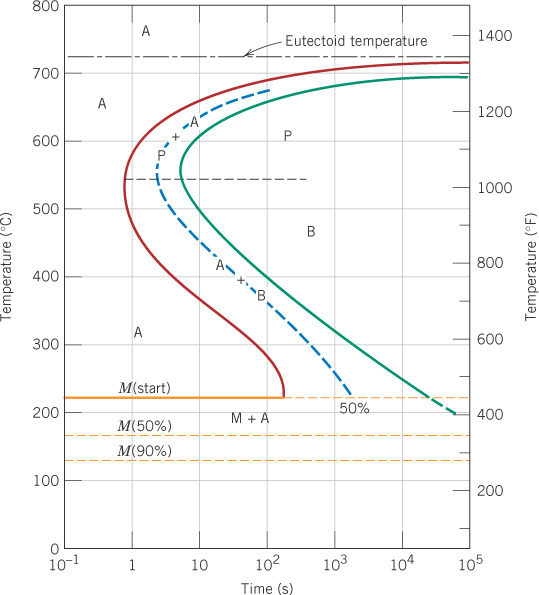 800
A
1400
Eutectoid temperature
700
A
1200
A
+
P
P
600
1000
500
B
A
+
B
800
400
A
600
300
M(start)
50%
200
M + A
400
M(50%)
M(90%)
100
200
0
10-1
1
10
10²
10³
10⁴
10⁵
Time (s)
Temperature (°C)
Temperature (°F)